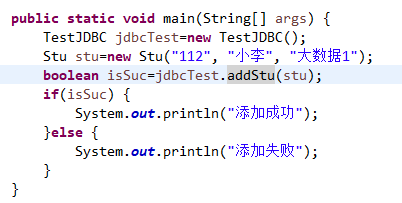 public static void main(String[] args) {
TestJDBC jdbcTest=new TestJDBC();
Stu stu=new Stu("112", "小李", "大数据1");
boolean isSuc=jdbcTest.addStu(stu);
if(isSuc) {
System.out.println("添加成功");
}else {
System.out.println("添加失败");
}
}